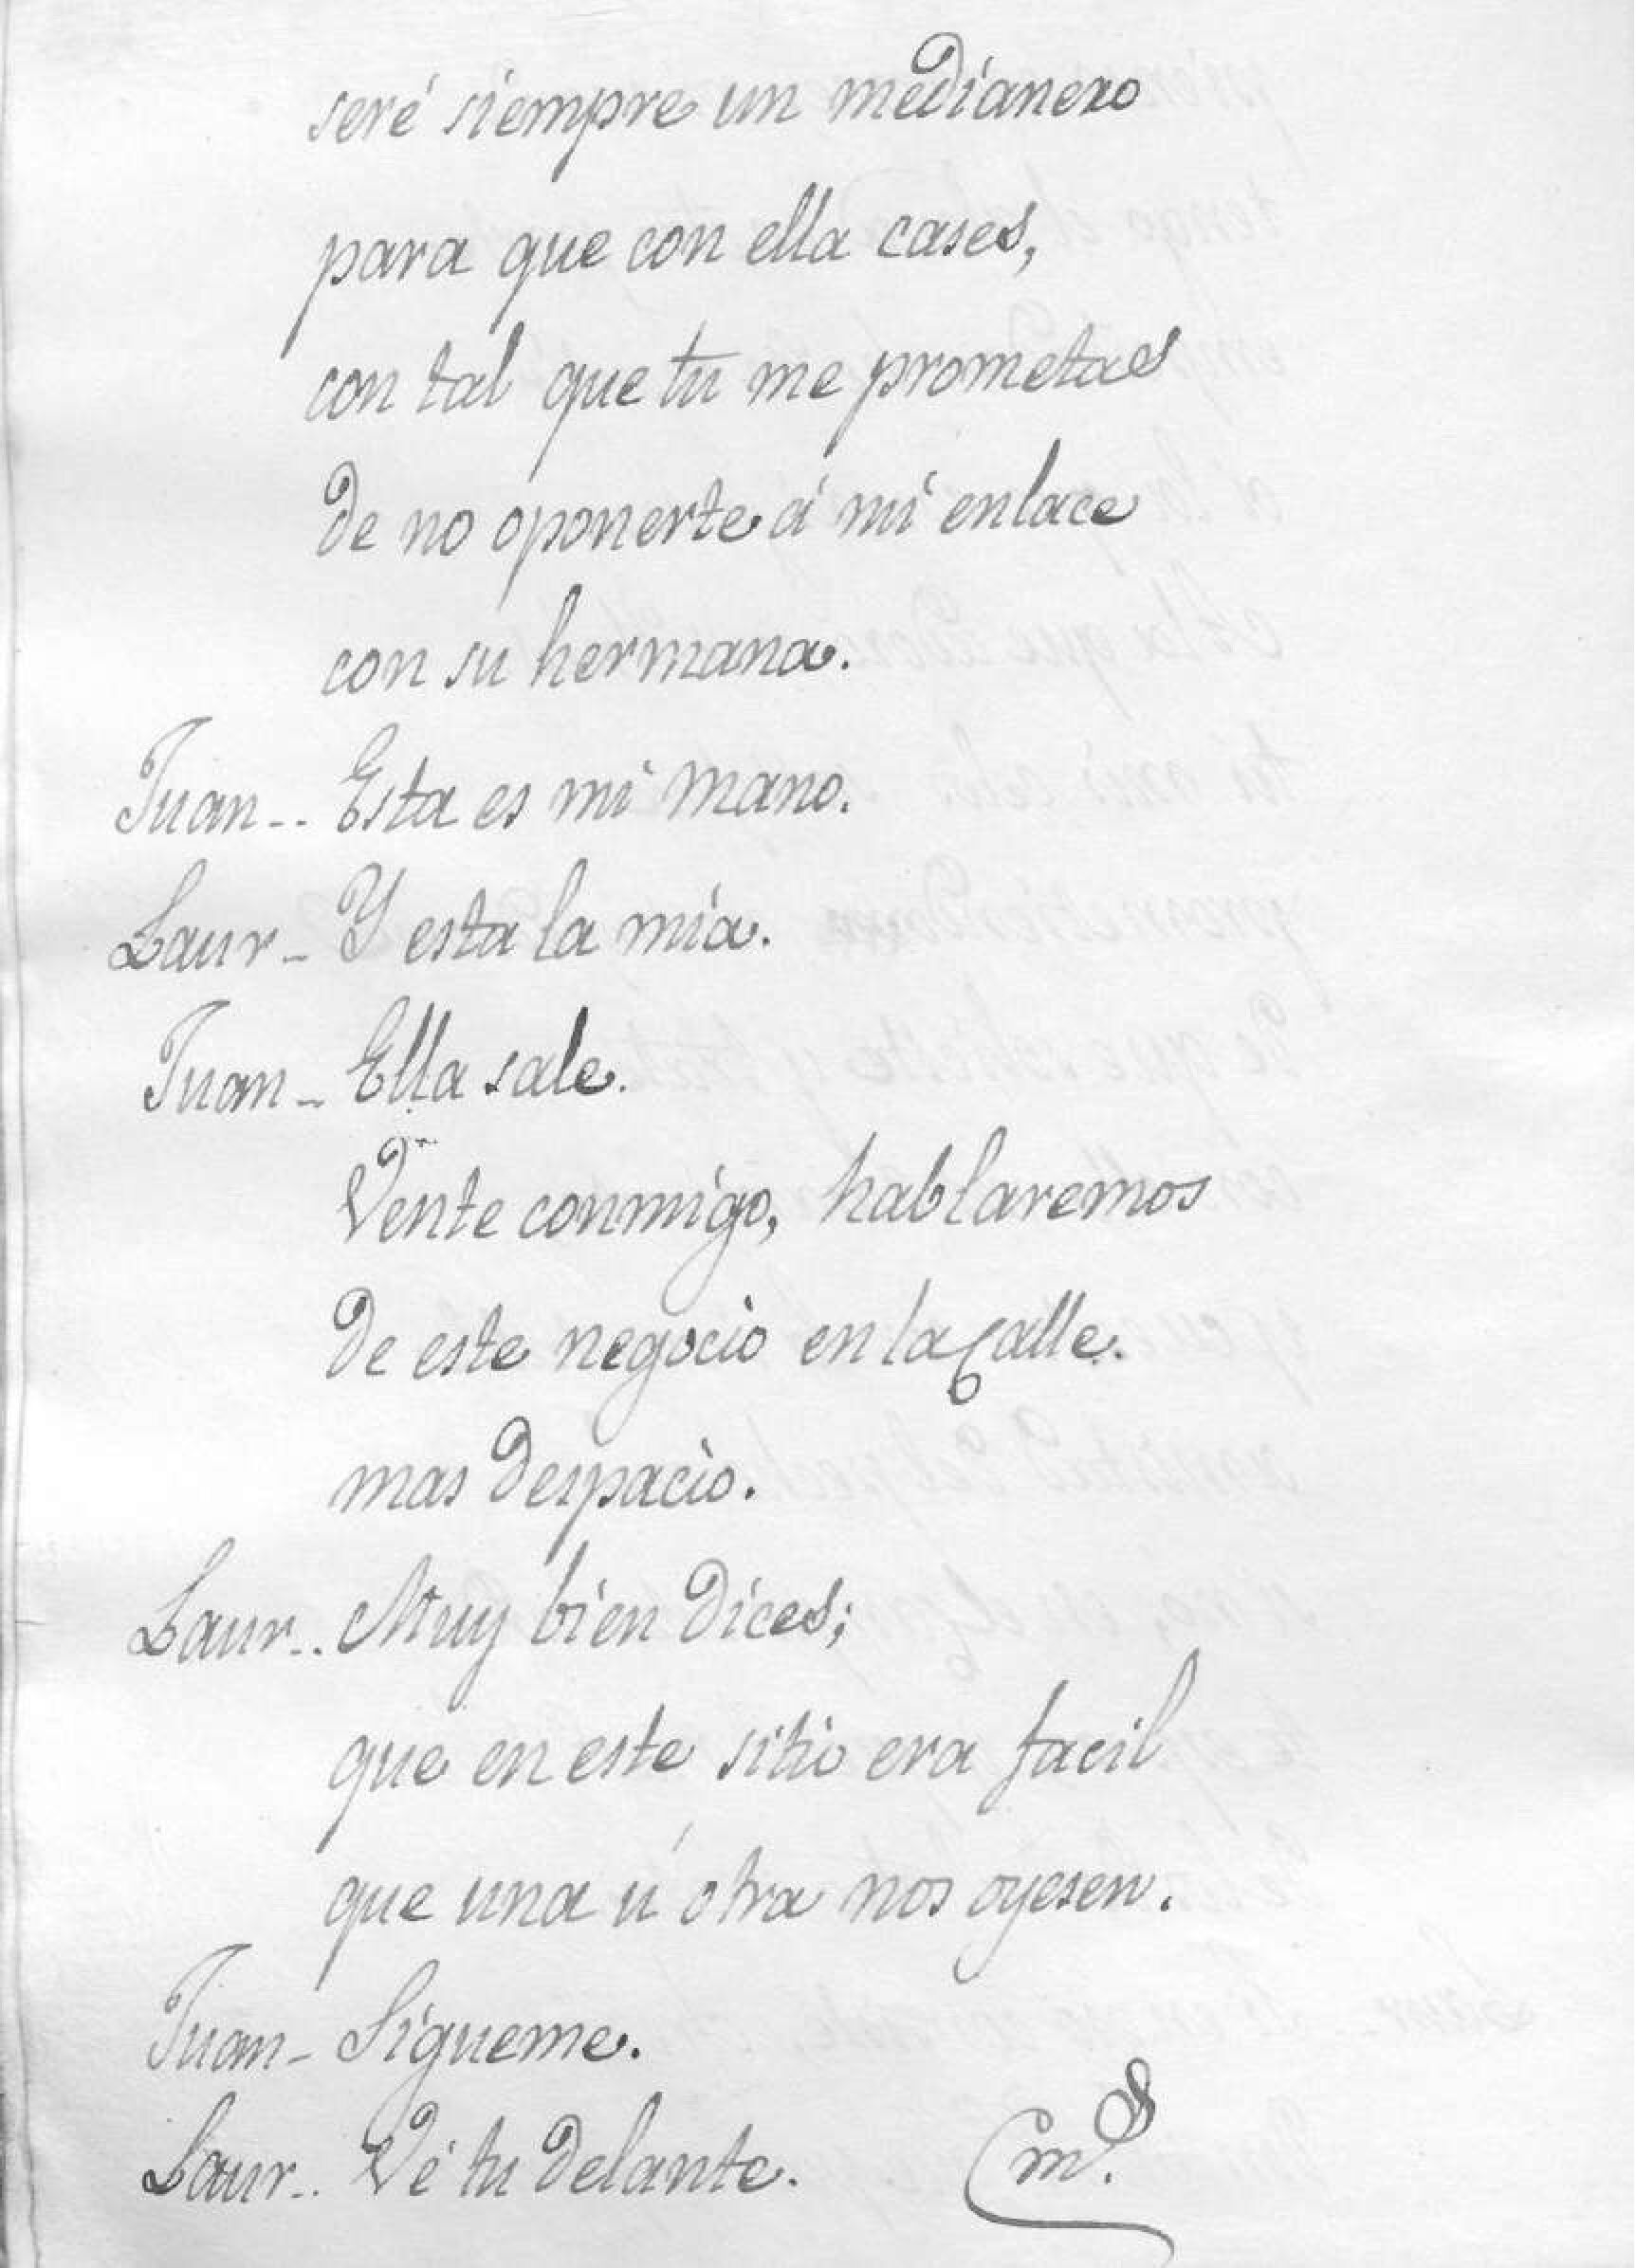 seré siempre un medianero
para que con ella cases,
con tal que tu me prometas
de no oponerte á mi enlace
con su hermana.
Juan-- Esta es mi mano.
Laur- Y esta la mia.
Juan- Ella sale.
Vente conmigo, hablaremos
de este negocio en la Calle.
mas despacio.
Laur.. Muy bien dices;
que en este sitio era facil
que una ú otra nos oyesen.
Juan- Sigueme.
Laur.. Vé tu delante.